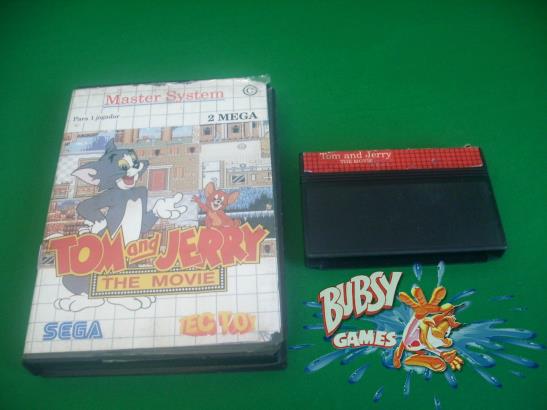 Master System
©
Para 1 jogador
2 MEGA
TOM and JERRY
THE MOVIE
SEGA
TEC TOY
Tom and Jerry
THE MOVIE
BUBSY
GAMES